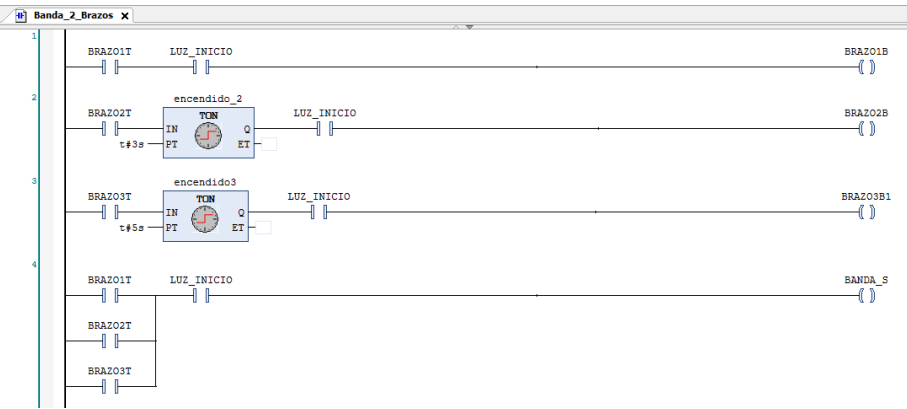 Banda_2_Brazos X
1
BRAZO1T LUZ_INICIO BRAZO1B
2
encendido_2
BRAZO2T TON LUZ_INICIO BRAZO2B
IN Q
t#3s PT ET
3
encendido3
BRAZO3T TON LUZ_INICIO BRAZO3B1
IN Q
t#5s PT ET
4
BRAZO1T LUZ_INICIO BANDA_S
BRAZO2T
BRAZO3T